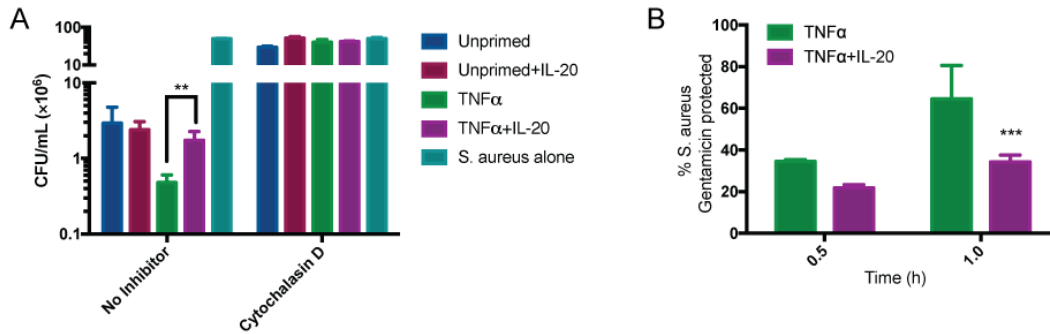 A
CFU/mL (×10⁶)
100
10
10
1
0.1
**
No Inhibitor
Cytochalasin D
Unprimed
Unprimed+IL-20
TNFα
TNFα+IL-20
S. aureus alone
B
% S. aureus
Gentamicin protected
100
80
60
40
20
0
TNFα
TNFα+IL-20
***
0.5
1.0
Time (h)